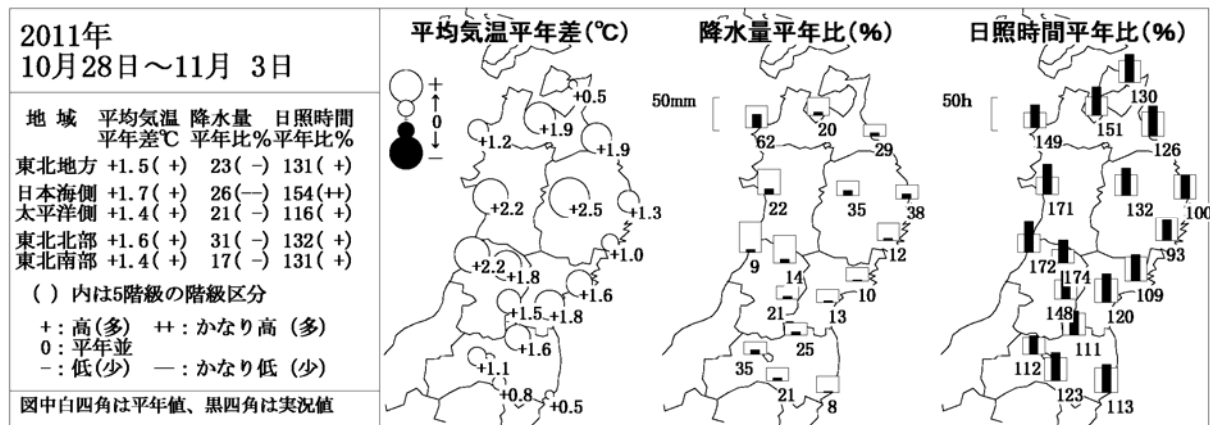 2011年
10月28日～11月 3日
地 域 平均気温 降水量 日照時間
平年差℃ 平年比% 平年比%
東北地方 +1.5( +) 23( -) 131( +)
日本海側 +1.7( +) 26(--) 154(++)
太平洋側 +1.4( +) 21( -) 116( +)
東北北部 +1.6( +) 31( -) 132( +)
東北南部 +1.4( +) 17( -) 131( +)
( ) 内は5階級の階級区分
+：高(多) ++：かなり高 (多)
0：平年並
-：低(少) --：かなり低 (少)
図中白四角は平年値、黒四角は実況値
平均気温平年差(℃)
+
↑
0
↓
-
+0.5
+1.2
+1.9
+1.9
+2.2
+2.5
+1.3
+1.0
+2.2
+1.8
+1.6
+1.5
+1.8
+1.6
+1.1
+0.8
+0.5
降水量平年比(%)
50mm
62
20
29
22
35
38
12
9
14
10
21
13
25
35
21
8
日照時間平年比(%)
50h
130
149
151
126
171
132
100
93
172
174
109
148
120
111
112
123
113